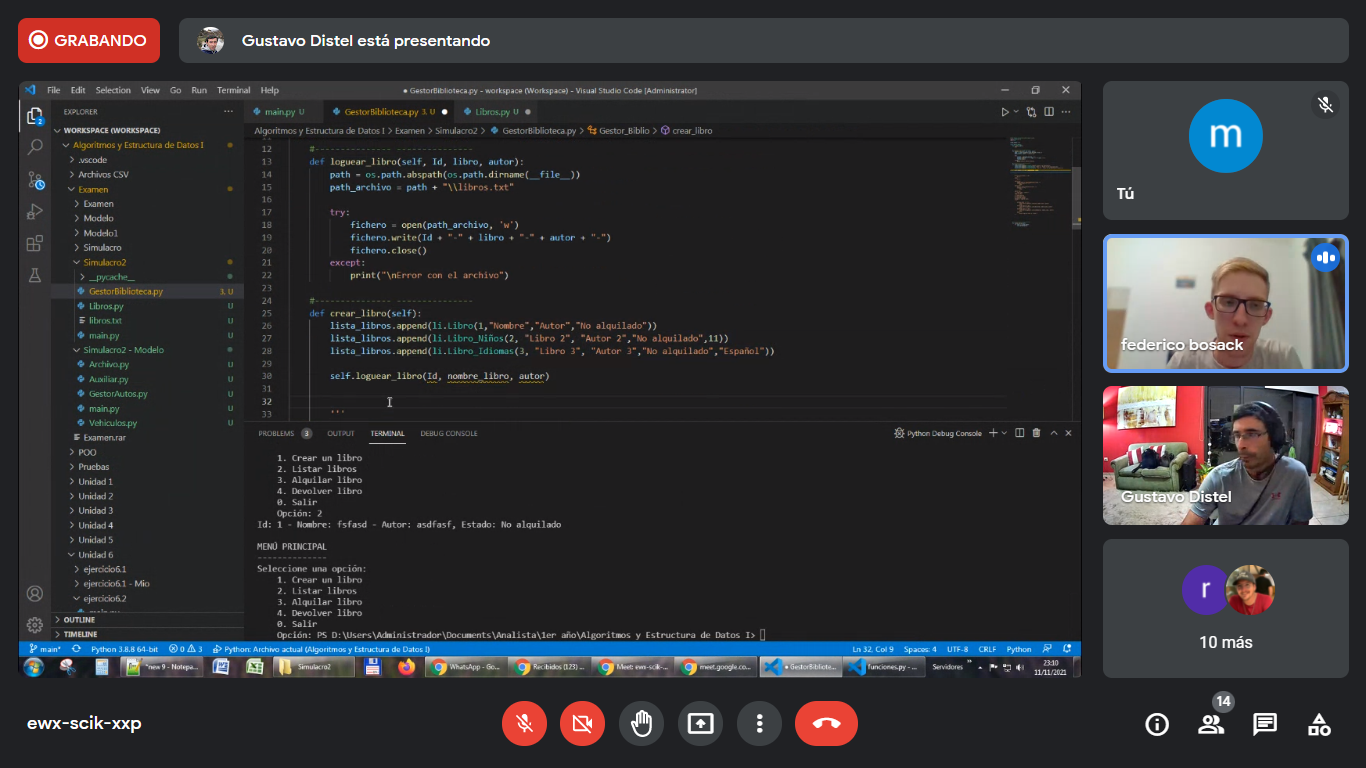 GRABANDO
Gustavo Distel está presentando
File Edit Selection View Go Run Terminal Help
● GestorBiblioteca.py - workspace (Workspace) - Visual Studio Code [Administrator]
EXPLORER
main.py U
GestorBiblioteca.py 3, U
Libros.py U
Algoritmos y Estructura de Datos I > Examen > Simulacro2 > GestorBiblioteca.py > Gestor_Biblio > crear_libro
WORKSPACE (WORKSPACE)
Algoritmos y Estructura de Datos I
.vscode
Archivos CSV
Examen
Examen
Modelo
Modelo1
Simulacro
Simulacro2
__pycache__
GestorBiblioteca.py 3, U
Libros.py U
libros.txt U
main.py U
Simulacro2 - Modelo
Archivo.py U
Auxiliar.py U
GestorAutos.py U
main.py U
Vehiculos.py U
Examen.rar
POO
Pruebas
Unidad 1
Unidad 2
Unidad 3
Unidad 4
Unidad 5
Unidad 6
ejercicio6.1
ejercicio6.1 - Mio
ejercicio6.2
OUTLINE
TIMELINE
12 #-------------- --------------
13 def loguear_libro(self, Id, libro, autor):
14 path = os.path.abspath(os.path.dirname(__file__))
15 path_archivo = path + "\\libros.txt"
16
17 try:
18 fichero = open(path_archivo, 'w')
19 fichero.write(Id + "-" + libro + "-" + autor + "-")
20 fichero.close()
21 except:
22 print("\nError con el archivo")
23
24 #-------------- --------------
25 def crear_libro(self):
26 lista_libros.append(li.Libro(1,"Nombre","Autor","No alquilado"))
27 lista_libros.append(li.Libro_Niños(2, "Libro 2", "Autor 2","No alquilado",11))
28 lista_libros.append(li.Libro_Idiomas(3, "Libro 3", "Autor 3","No alquilado","Español"))
29
30 self.loguear_libro(Id, nombre_libro, autor)
31
32
33 '''
PROBLEMS 3 OUTPUT TERMINAL DEBUG CONSOLE
Python Debug Console
1. Crear un libro
2. Listar libros
3. Alquilar libro
4. Devolver libro
0. Salir
Opción: 2
Id: 1 - Nombre: fsfasd - Autor: asdfasf, Estado: No alquilado
MENÚ PRINCIPAL
--------------
Seleccione una opción:
1. Crear un libro
2. Listar libros
3. Alquilar libro
4. Devolver libro
0. Salir
Opción: PS D:\Users\Administrador\Documents\Analista\1er año\Algoritmos y Estructura de Datos I>
main* Python 3.8.8 64-bit 0 3 Python: Archivo actual (Algoritmos y Estructura de Datos I)
Ln 32, Col 9 Spaces: 4 UTF-8 CRLF Python
*new 9 - Notepa...
Simulacro2
WhatsApp - Go...
Recibidos (123) ...
Meet: ewx-scik-...
meet.google.co...
● GestorBibliote...
funciones.py - ...
Servidores
23:10
11/11/2021
m
Tú
federico bosack
Gustavo Distel
r
10 más
ewx-scik-xxp
14